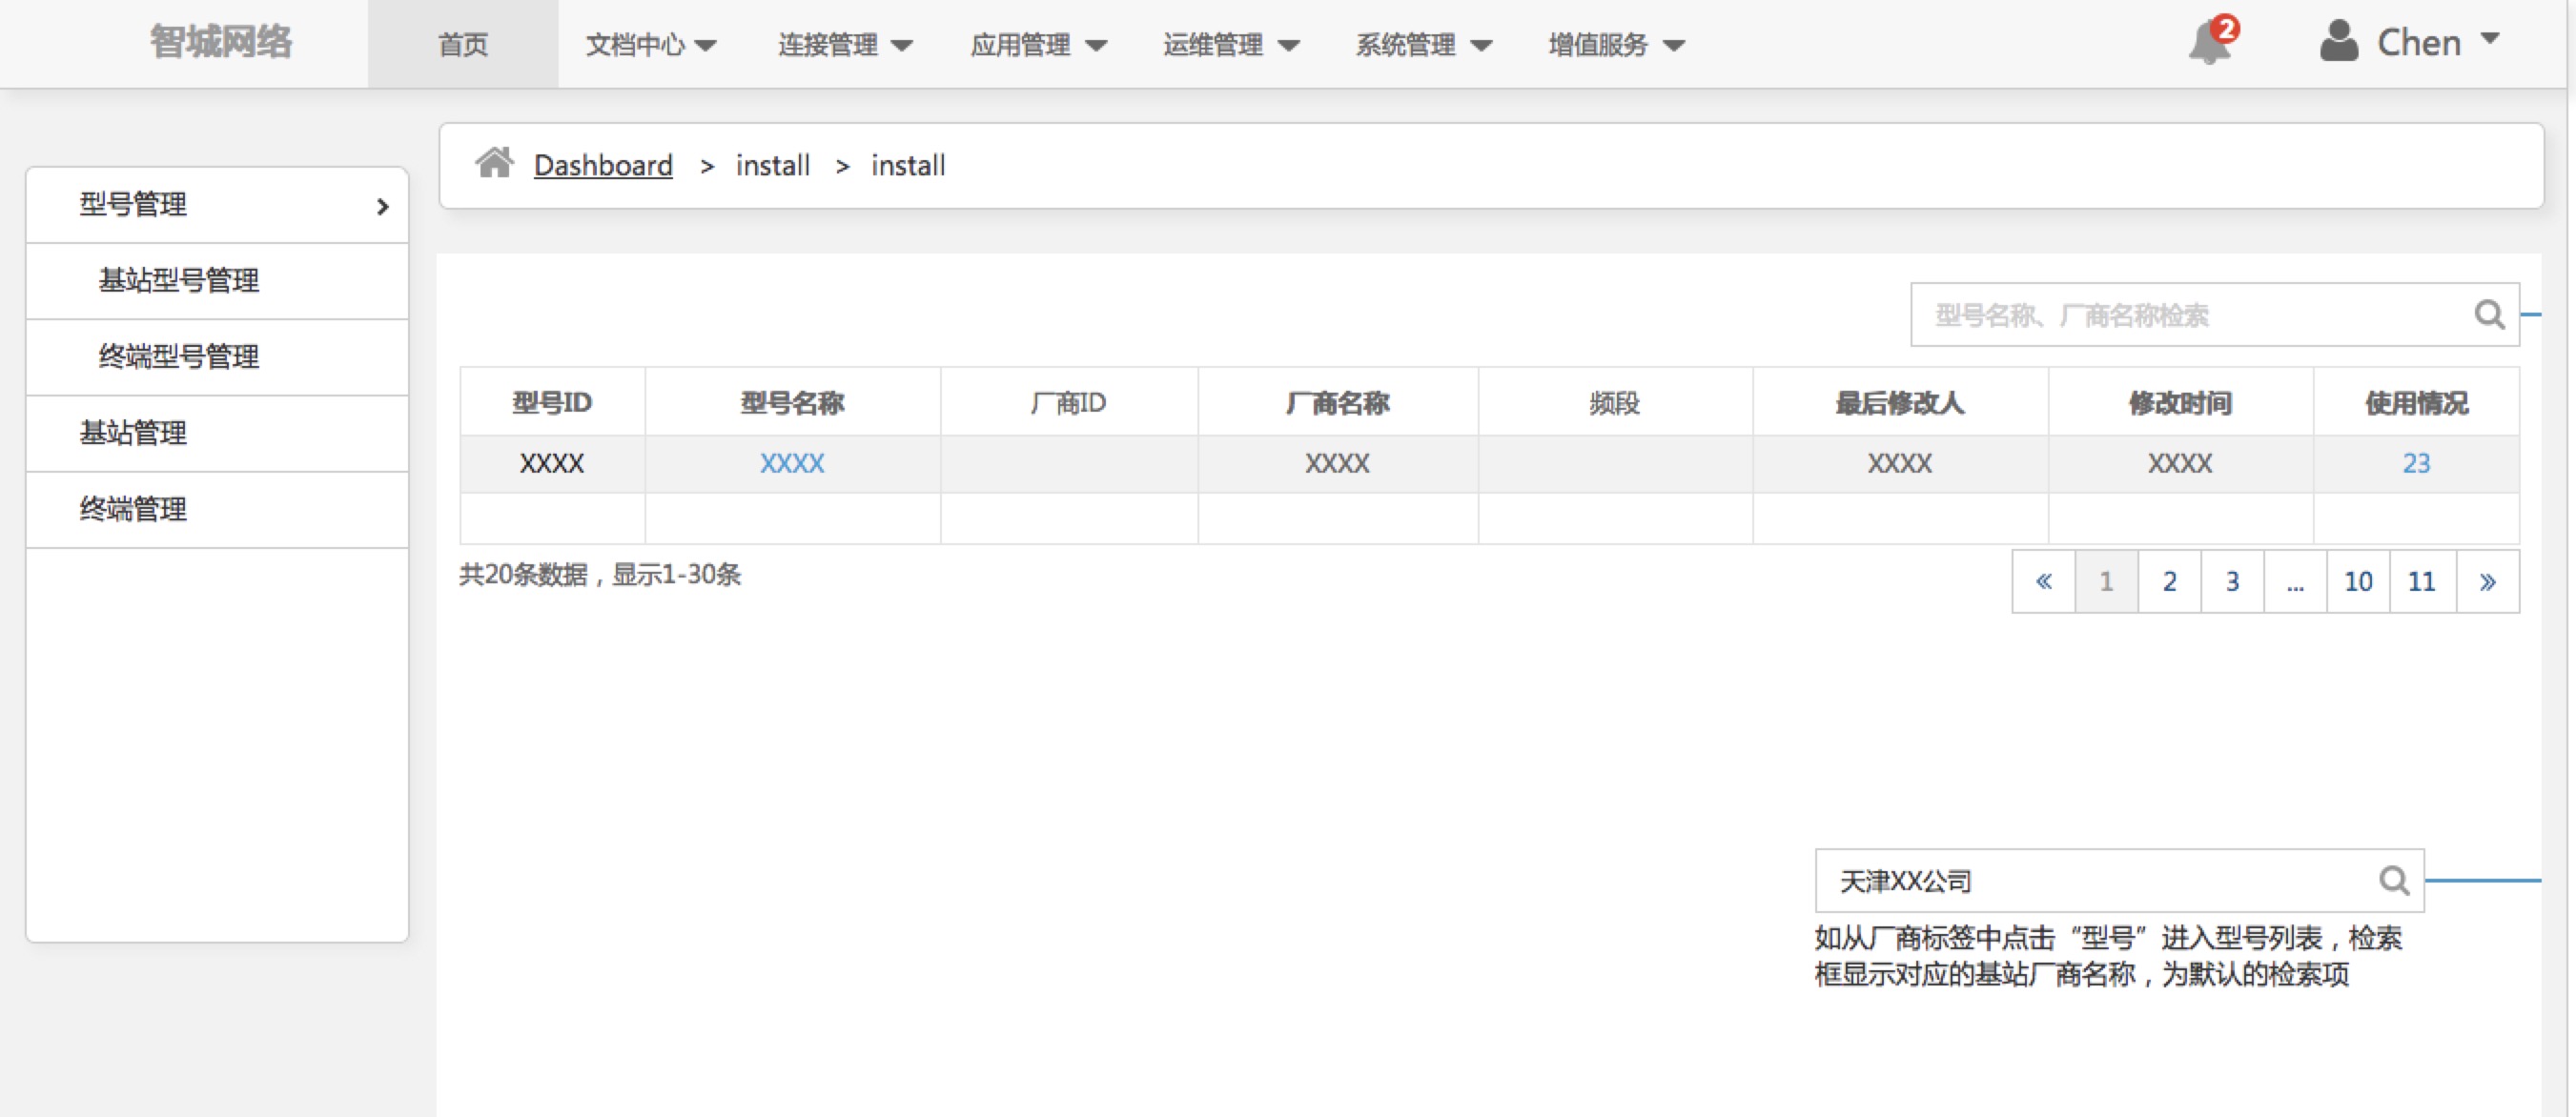 智城网络
首页 文档中心 连接管理 应用管理 运维管理 系统管理 增值服务
2
Chen
Dashboard > install > install
型号管理
基站型号管理
终端型号管理
基站管理
终端管理
型号名称、厂商名称检索
型号ID 型号名称 厂商ID 厂商名称 频段 最后修改人 修改时间 使用情况
XXXX XXXX XXXX XXXX XXXX 23
共20条数据，显示1-30条
« 1 2 3 ... 10 11 »
天津XX公司
如从厂商标签中点击“型号”进入型号列表，检索
框显示对应的基站厂商名称，为默认的检索项